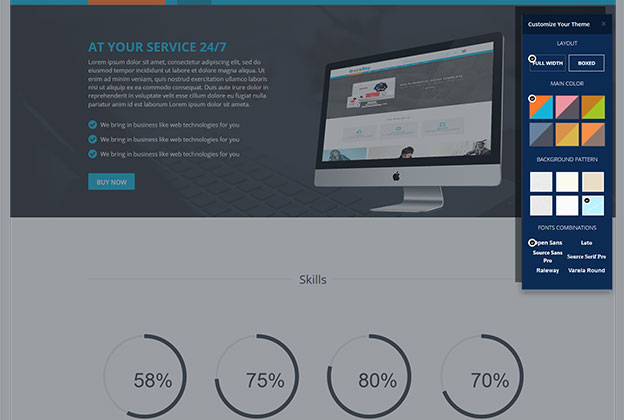 AT YOUR SERVICE 24/7
Lorem ipsum dolor sit amet, consectetur adipiscing elit, sed do
eiusmod tempor incididunt ut labore et dolore magna aliqua. Ut
enim ad minim veniam, quis nostrud exercitation ullamco laboris
nisi ut aliquip ex ea commodo consequat. Duis aute irure dolor in
reprehenderit in voluptate velit esse cillum dolore eu fugiat nulla
pariatur anim id est laborum. Lorem ipsum dolor sit ametsta.
We bring in business like web technologies for you
We bring in business like web technologies for you
We bring in business like web technologies for you
BUY NOW
Customize Your Theme
LAYOUT
FULL WIDTH
BOXED
MAIN COLOR
BACKGROUND PATTERN
FONTS COMBINATIONS
Open Sans
Lato
Source Sans
Pro
Source Serif Pro
Raleway
Varela Round
Skills
58%
75%
80%
70%